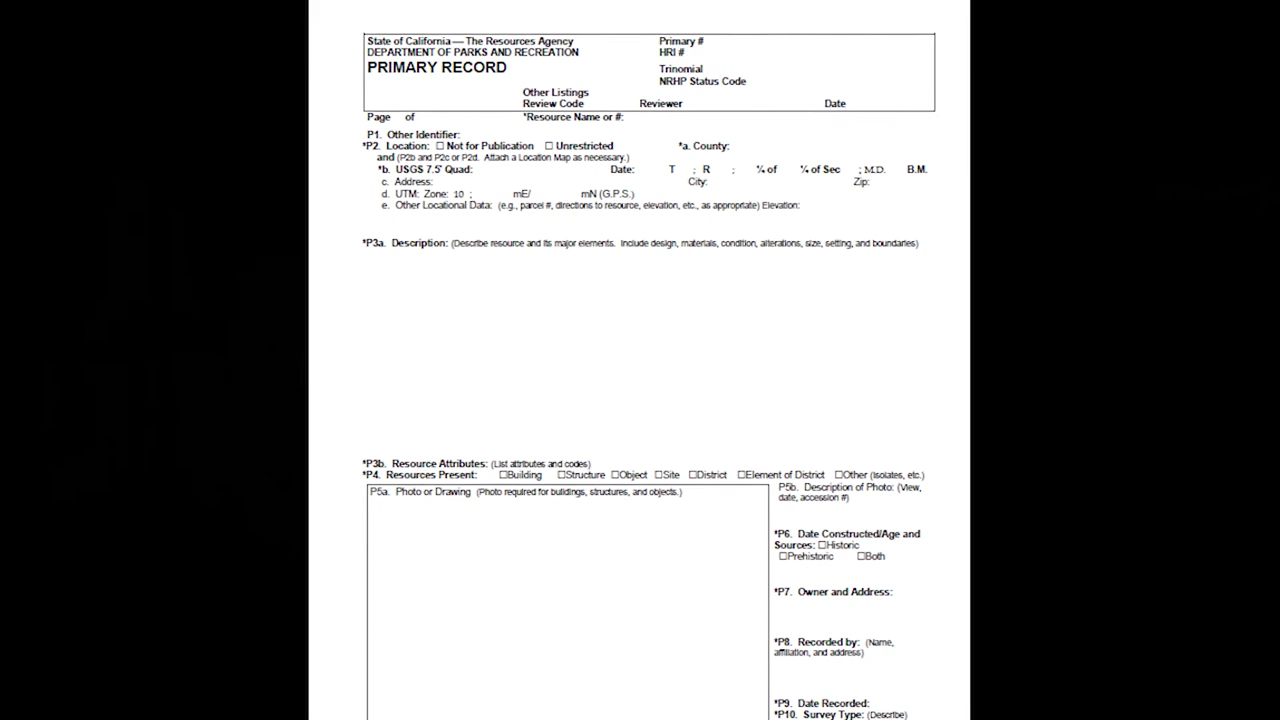 State of California — The Resources Agency Primary #
DEPARTMENT OF PARKS AND RECREATION HRI #
PRIMARY RECORD Trinomial
NRHP Status Code
Other Listings
Review Code Reviewer Date
Page of *Resource Name or #:
P1. Other Identifier:
*P2. Location: ☐ Not for Publication ☐ Unrestricted *a. County:
and (P2b and P2c or P2d. Attach a Location Map as necessary.)
*b. USGS 7.5' Quad: Date: T ; R ; ¼ of ¼ of Sec ; M.D. B.M.
c. Address: City: Zip:
d. UTM: Zone: 10 ; mE/ mN (G.P.S.)
e. Other Locational Data: (e.g., parcel #, directions to resource, elevation, etc., as appropriate) Elevation:
*P3a. Description: (Describe resource and its major elements. Include design, materials, condition, alterations, size, setting, and boundaries)
*P3b. Resource Attributes: (List attributes and codes)
*P4. Resources Present: ☐Building ☐Structure ☐Object ☐Site ☐District ☐Element of District ☐Other (Isolates, etc.)
P5a. Photo or Drawing (Photo required for buildings, structures, and objects.)
P5b. Description of Photo: (View,
date, accession #)
*P6. Date Constructed/Age and
Sources: ☐Historic
☐Prehistoric ☐Both
*P7. Owner and Address:
*P8. Recorded by: (Name,
affiliation, and address)
*P9. Date Recorded:
*P10. Survey Type: (Describe)